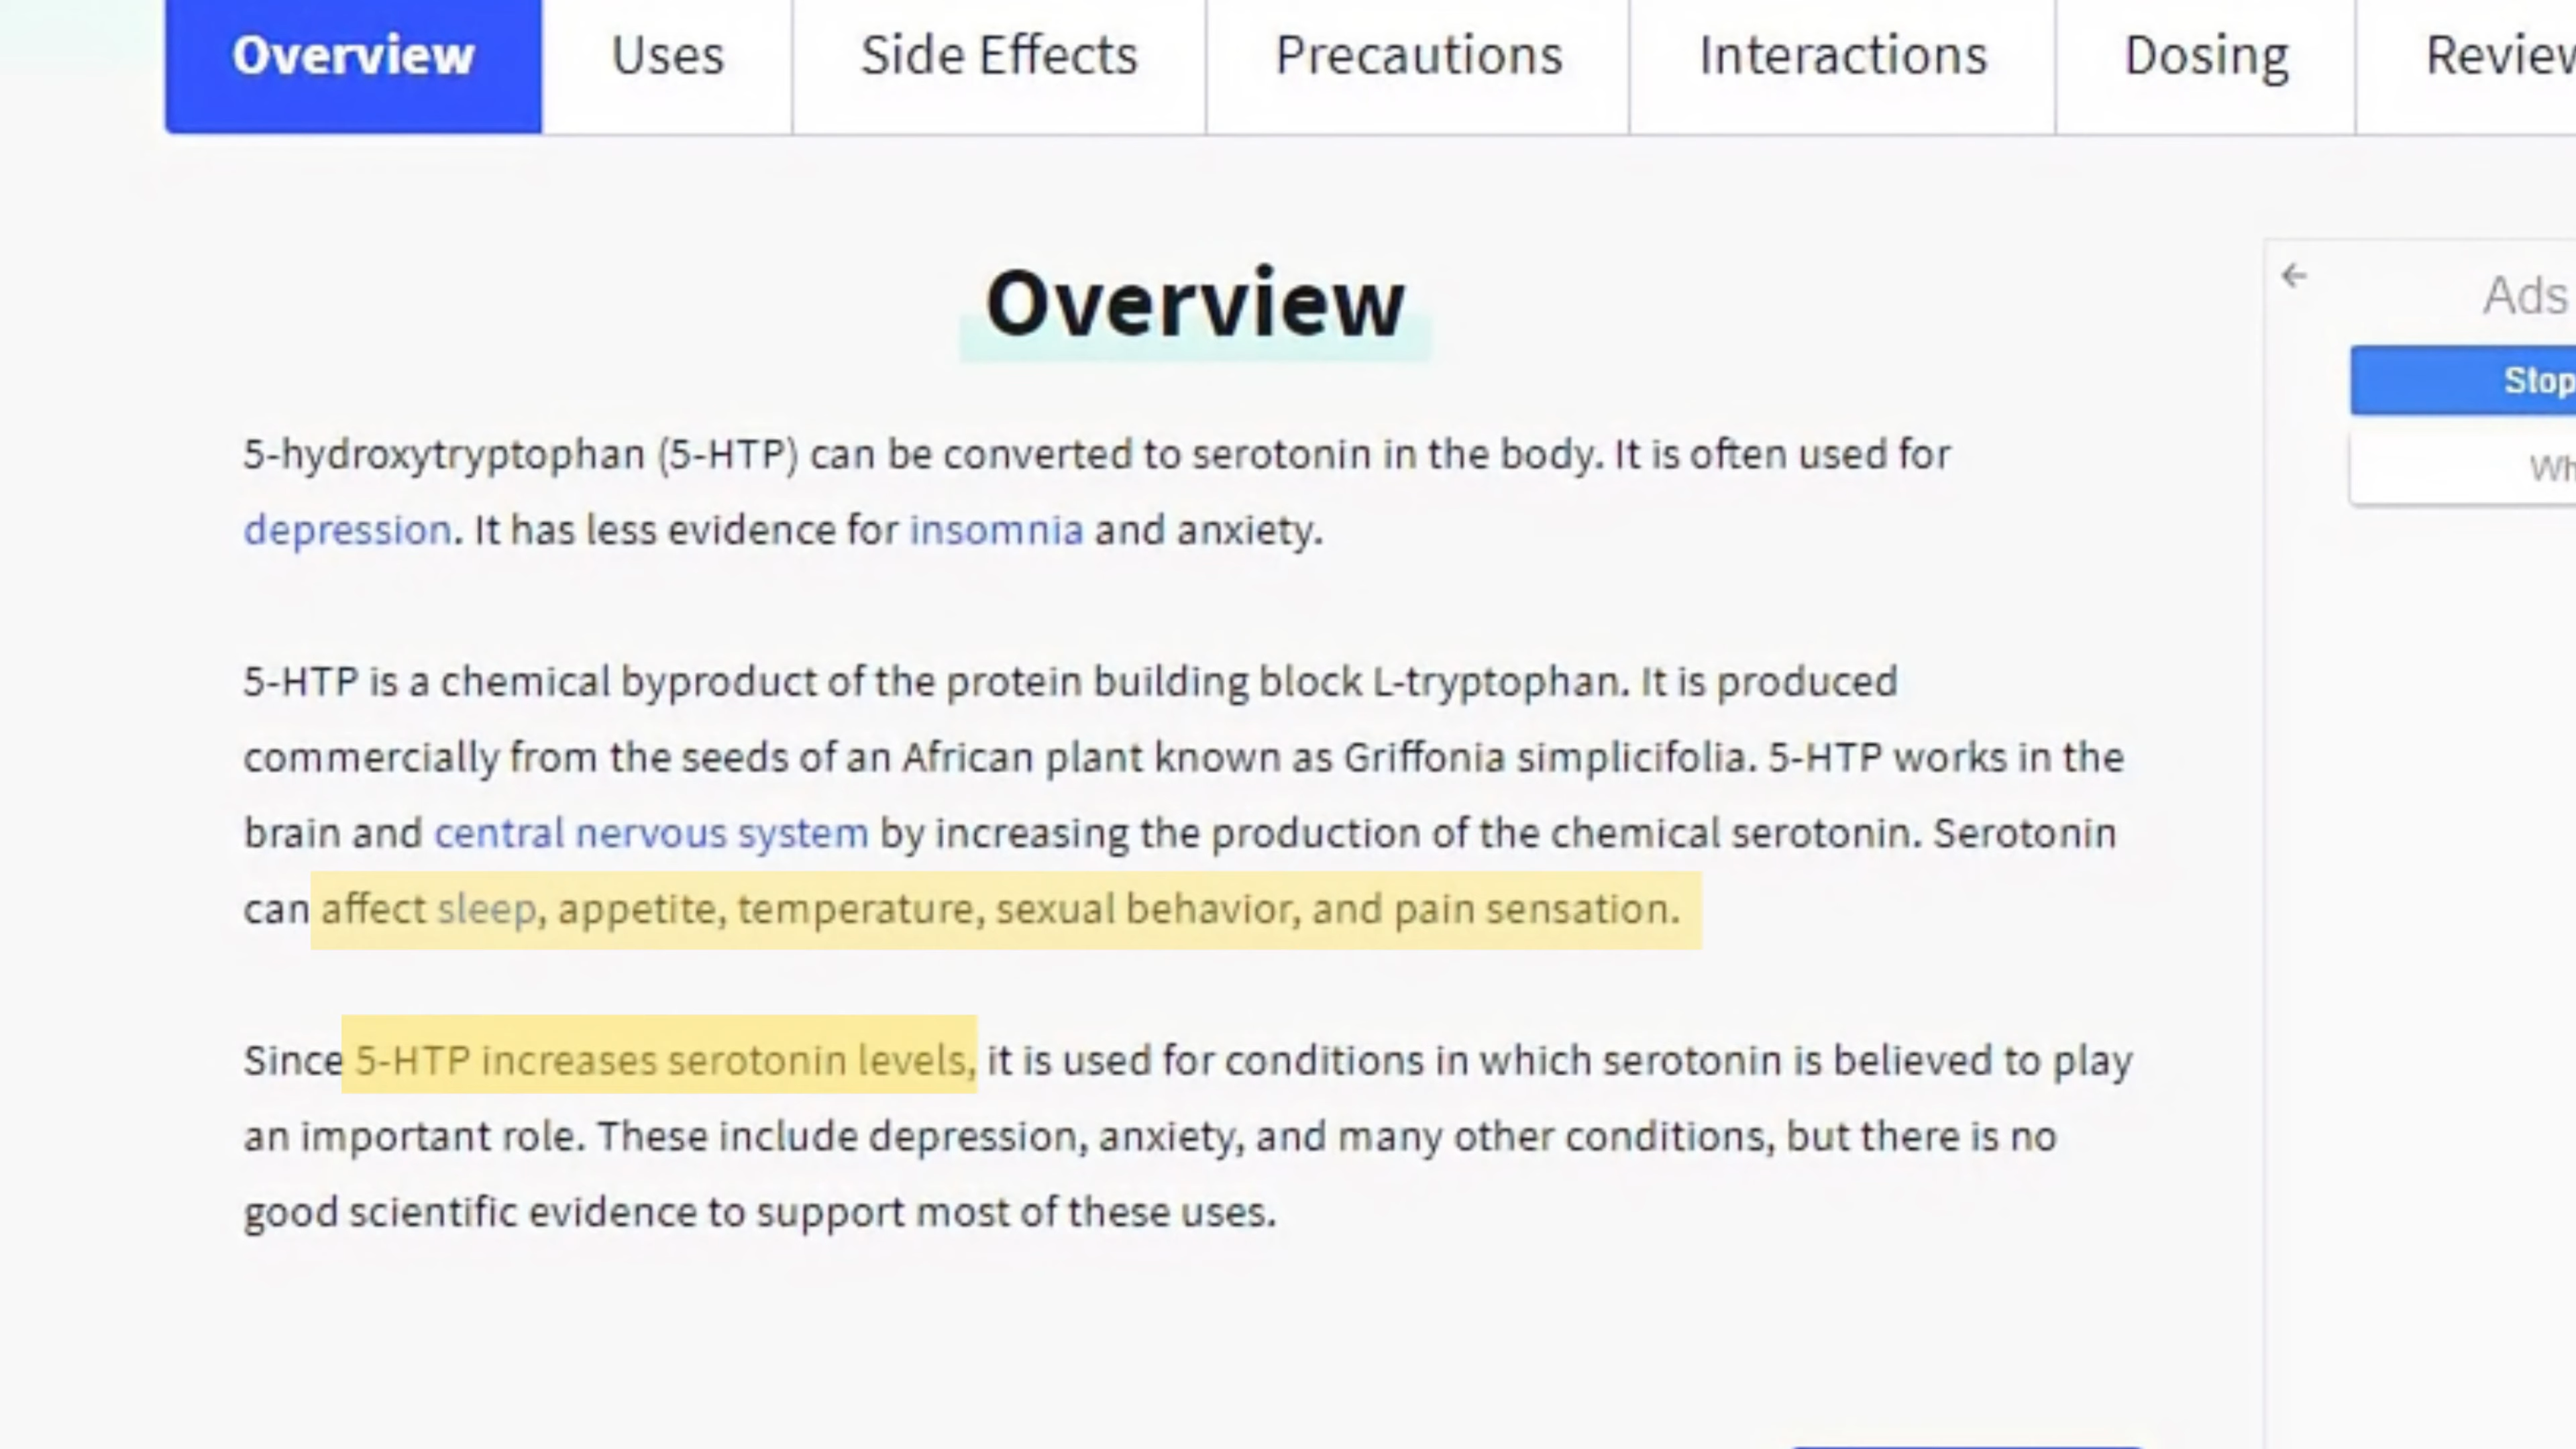 Overview Uses Side Effects Precautions Interactions Dosing
Overview
Ads
Stop
5-hydroxytryptophan (5-HTP) can be converted to serotonin in the body. It is often used for
depression. It has less evidence for insomnia and anxiety.
5-HTP is a chemical byproduct of the protein building block L-tryptophan. It is produced
commercially from the seeds of an African plant known as Griffonia simplicifolia. 5-HTP works in the
brain and central nervous system by increasing the production of the chemical serotonin. Serotonin
can affect sleep, appetite, temperature, sexual behavior, and pain sensation.
Since 5-HTP increases serotonin levels, it is used for conditions in which serotonin is believed to play
an important role. These include depression, anxiety, and many other conditions, but there is no
good scientific evidence to support most of these uses.